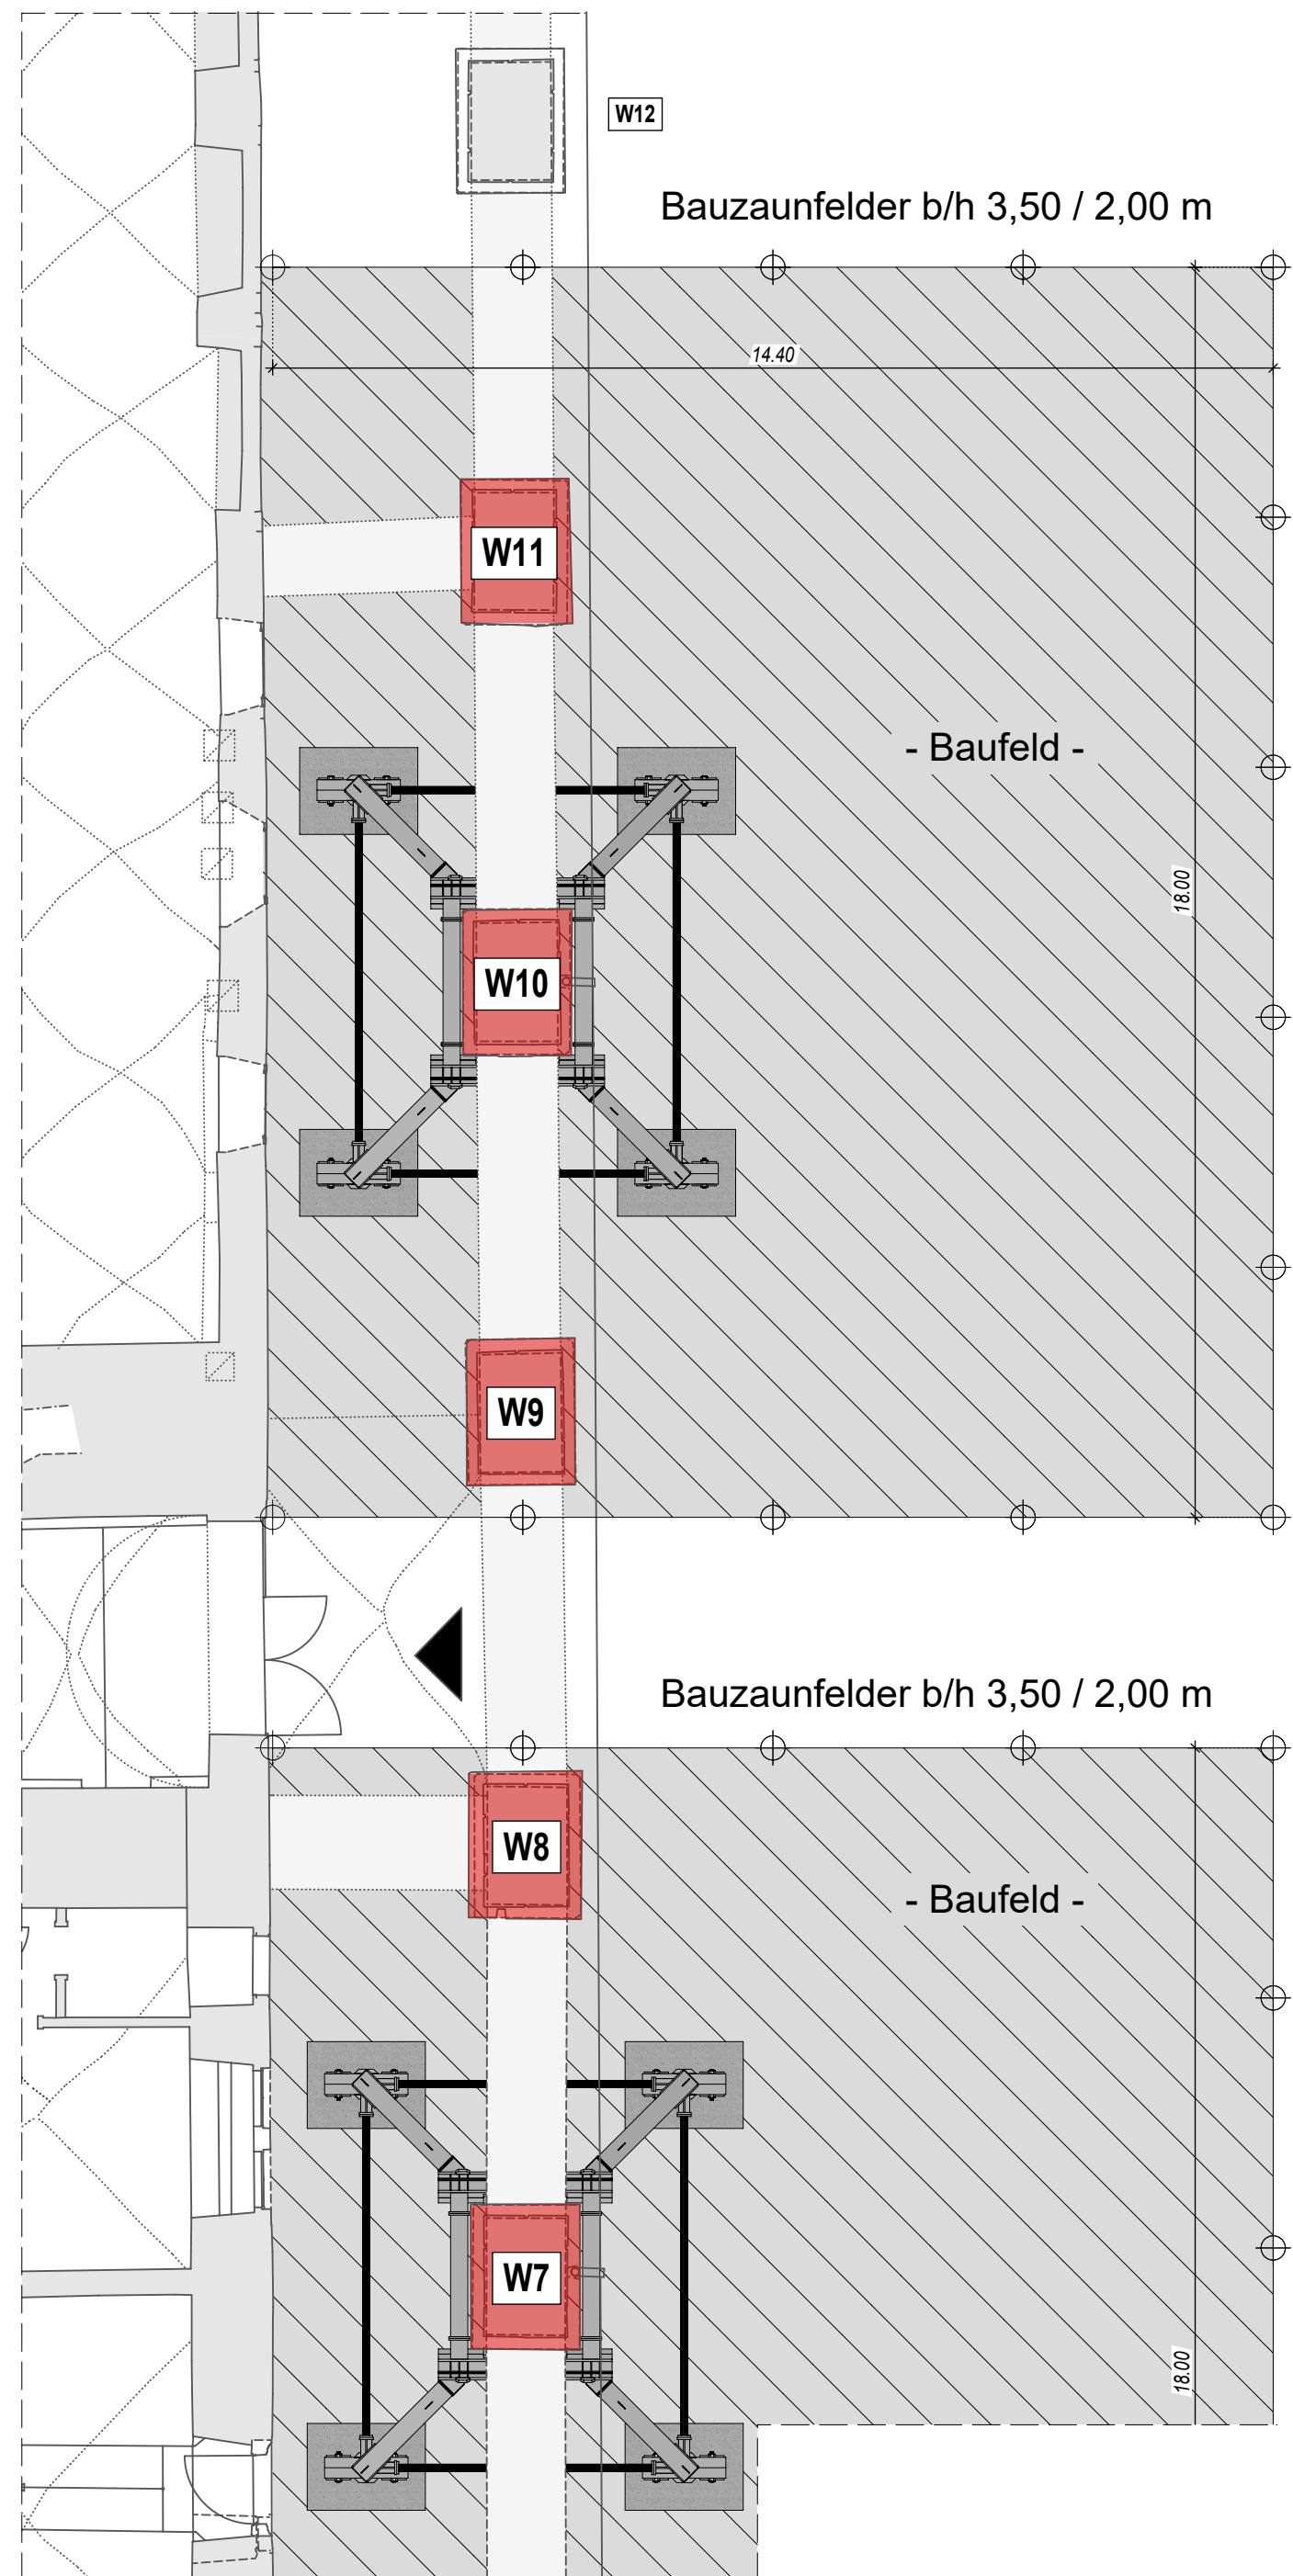 W12
Bauzaunfelder b/h 3,50 / 2,00 m
14.40
W11
- Baufeld -
18.00
W10
W9
Bauzaunfelder b/h 3,50 / 2,00 m
W8
- Baufeld -
W7
18.00